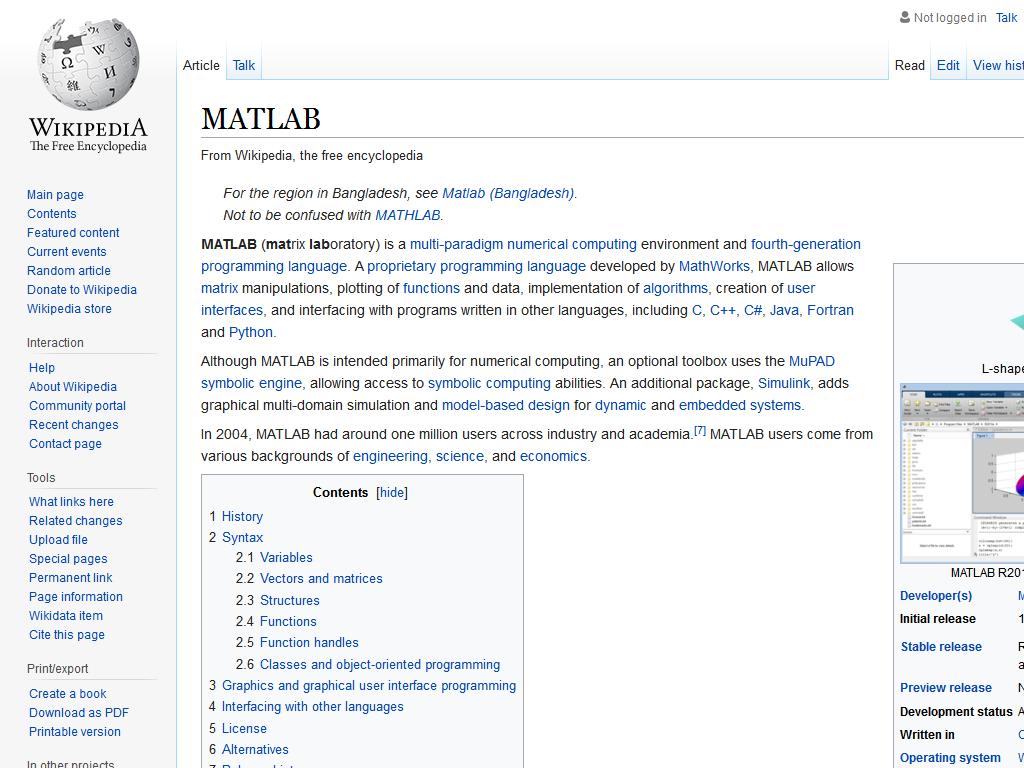 Not logged in Talk
Article Talk Read Edit View hist
WIKIPEDIA
The Free Encyclopedia
Main page
Contents
Featured content
Current events
Random article
Donate to Wikipedia
Wikipedia store
Interaction
Help
About Wikipedia
Community portal
Recent changes
Contact page
Tools
What links here
Related changes
Upload file
Special pages
Permanent link
Page information
Wikidata item
Cite this page
Print/export
Create a book
Download as PDF
Printable version
In other projects
MATLAB
From Wikipedia, the free encyclopedia
For the region in Bangladesh, see Matlab (Bangladesh).
Not to be confused with MATHLAB.
MATLAB (matrix laboratory) is a multi-paradigm numerical computing environment and fourth-generation
programming language. A proprietary programming language developed by MathWorks, MATLAB allows
matrix manipulations, plotting of functions and data, implementation of algorithms, creation of user
interfaces, and interfacing with programs written in other languages, including C, C++, C#, Java, Fortran
and Python.
Although MATLAB is intended primarily for numerical computing, an optional toolbox uses the MuPAD
symbolic engine, allowing access to symbolic computing abilities. An additional package, Simulink, adds
graphical multi-domain simulation and model-based design for dynamic and embedded systems.
In 2004, MATLAB had around one million users across industry and academia.[7] MATLAB users come from
various backgrounds of engineering, science, and economics.
Contents [hide]
1 History
2 Syntax
2.1 Variables
2.2 Vectors and matrices
2.3 Structures
2.4 Functions
2.5 Function handles
2.6 Classes and object-oriented programming
3 Graphics and graphical user interface programming
4 Interfacing with other languages
5 License
6 Alternatives
L-shape
MATLAB R201
Developer(s) M
Initial release 1
Stable release R
a
Preview release N
Development status A
Written in C
Operating system W